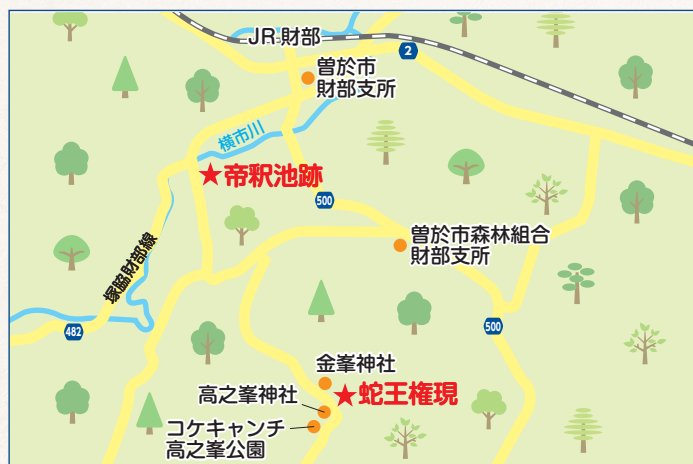 JR財部
2
曽於市
財部支所
横市川
★帝釈池跡
500
曽於市森林組合
財部支所
塚脇財部線
482
500
金峯神社
★蛇王権現
高之峯神社
コケキャンチ
高之峯公園